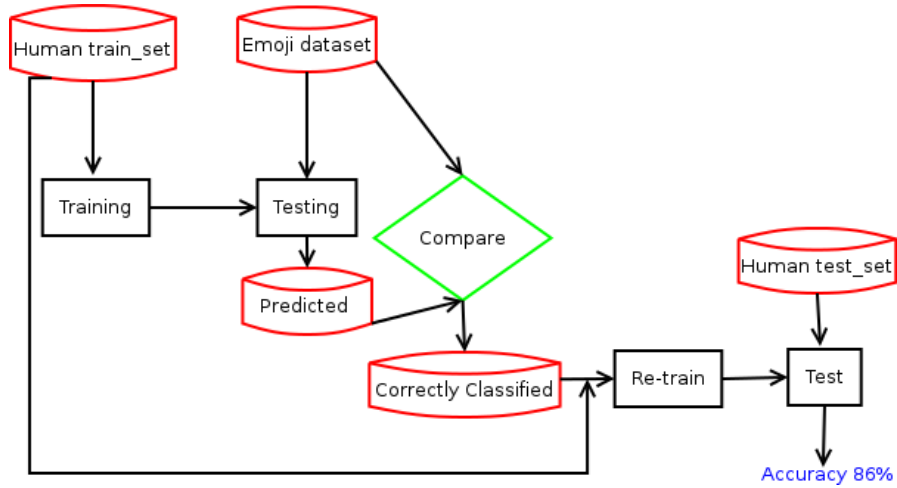 Human train_set
Emoji dataset
Training
Testing
Compare
Human test_set
Predicted
Correctly Classified
Re-train
Test
Accuracy 86%